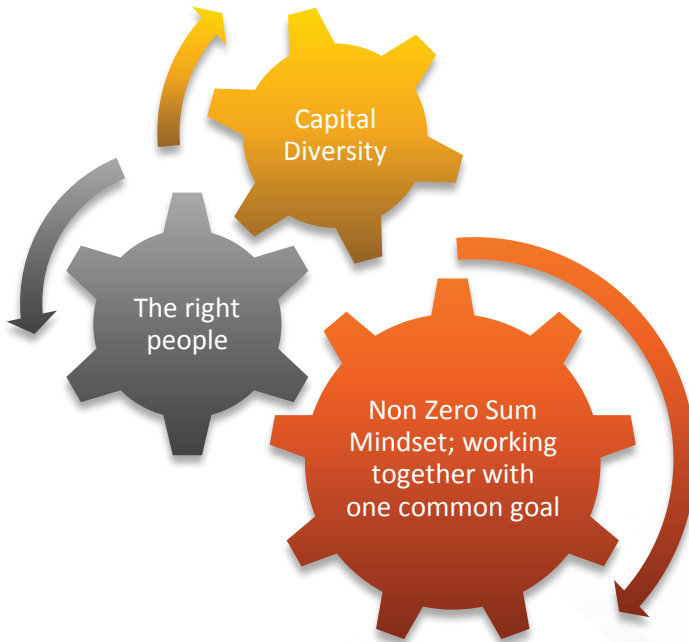 Capital
Diversity
The right
people
Non Zero Sum
Mindset; working
together with
one common goal